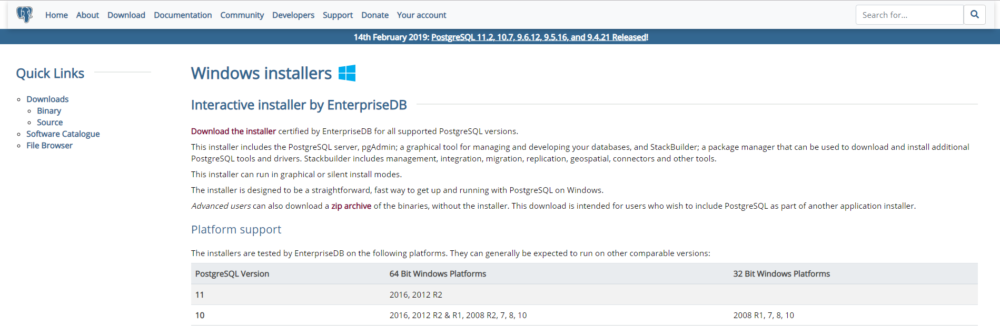 Home About Download Documentation Community Developers Support Donate Your account Search for...
14th February 2019: PostgreSQL 11.2, 10.7, 9.6.12, 9.5.16, and 9.4.21 Released!
Quick Links
Downloads
Binary
Source
Software Catalogue
File Browser
Windows installers
Interactive installer by EnterpriseDB
Download the installer certified by EnterpriseDB for all supported PostgreSQL versions.
This installer includes the PostgreSQL server, pgAdmin; a graphical tool for managing and developing your databases, and StackBuilder; a package manager that can be used to download and install additional
PostgreSQL tools and drivers. Stackbuilder includes management, integration, migration, replication, geospatial, connectors and other tools.
This installer can run in graphical or silent install modes.
The installer is designed to be a straightforward, fast way to get up and running with PostgreSQL on Windows.
Advanced users can also download a zip archive of the binaries, without the installer. This download is intended for users who wish to include PostgreSQL as part of another application installer.
Platform support
The installers are tested by EnterpriseDB on the following platforms. They can generally be expected to run on other comparable versions:
PostgreSQL Version 64 Bit Windows Platforms 32 Bit Windows Platforms
11 2016, 2012 R2
10 2016, 2012 R2 & R1, 2008 R2, 7, 8, 10 2008 R1, 7, 8, 10